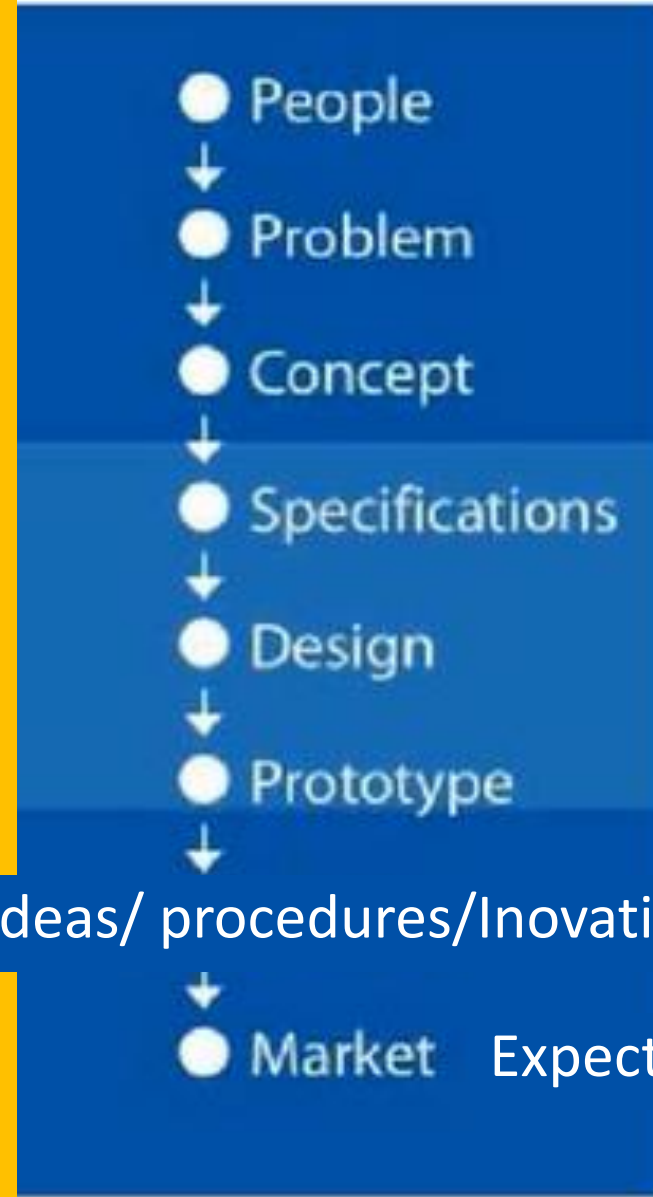 People
Problem
Concept
Specifications
Design
Prototype
deas/ procedures/Inovati
Market Expect